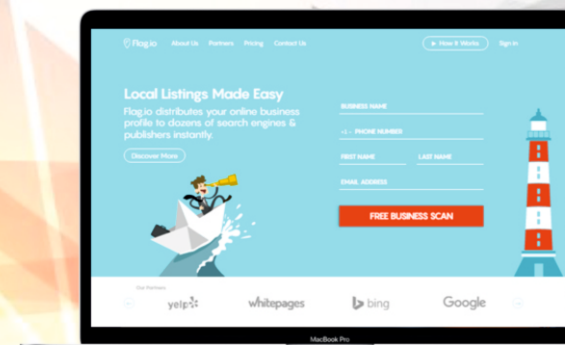 Flag.io About Us Partners Pricing Contact Us How It Works Sign In
Local Listings Made Easy
Flag.io distributes your online business
profile to dozens of search engines &
publishers instantly.
Discover More
BUSINESS NAME
+1 - PHONE NUMBER
FIRST NAME LAST NAME
EMAIL ADDRESS
FREE BUSINESS SCAN
Our Partners
yelp whitepages bing Google
MacBook Pro